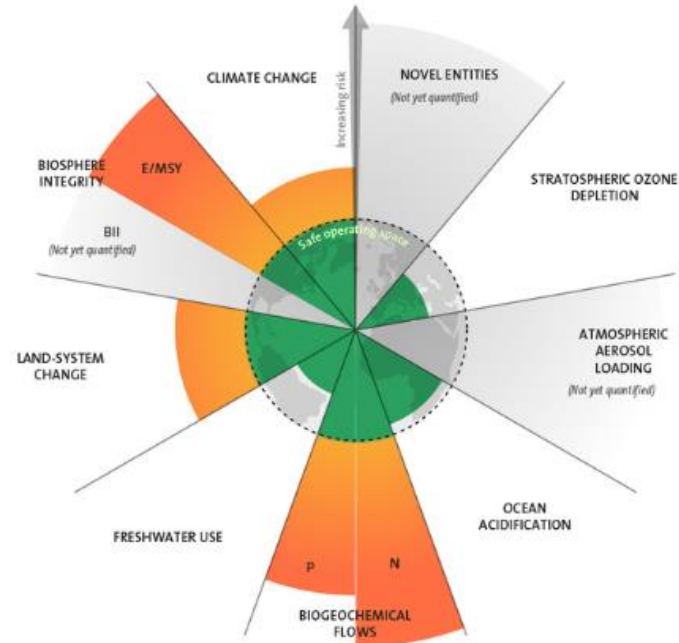 CLIMATE CHANGE
Increasing risk
NOVEL ENTITIES
(Not yet quantified)
STRATOSPHERIC OZONE
DEPLETION
ATMOSPHERIC
AEROSOL
LOADING
(Not yet quantified)
OCEAN
ACIDIFICATION
N
P
BIOGEOCHEMICAL
FLOWS
FRESHWATER USE
LAND-SYSTEM
CHANGE
BII
(Not yet quantified)
BIOSPHERE
INTEGRITY
E/MSY
Safe operating space